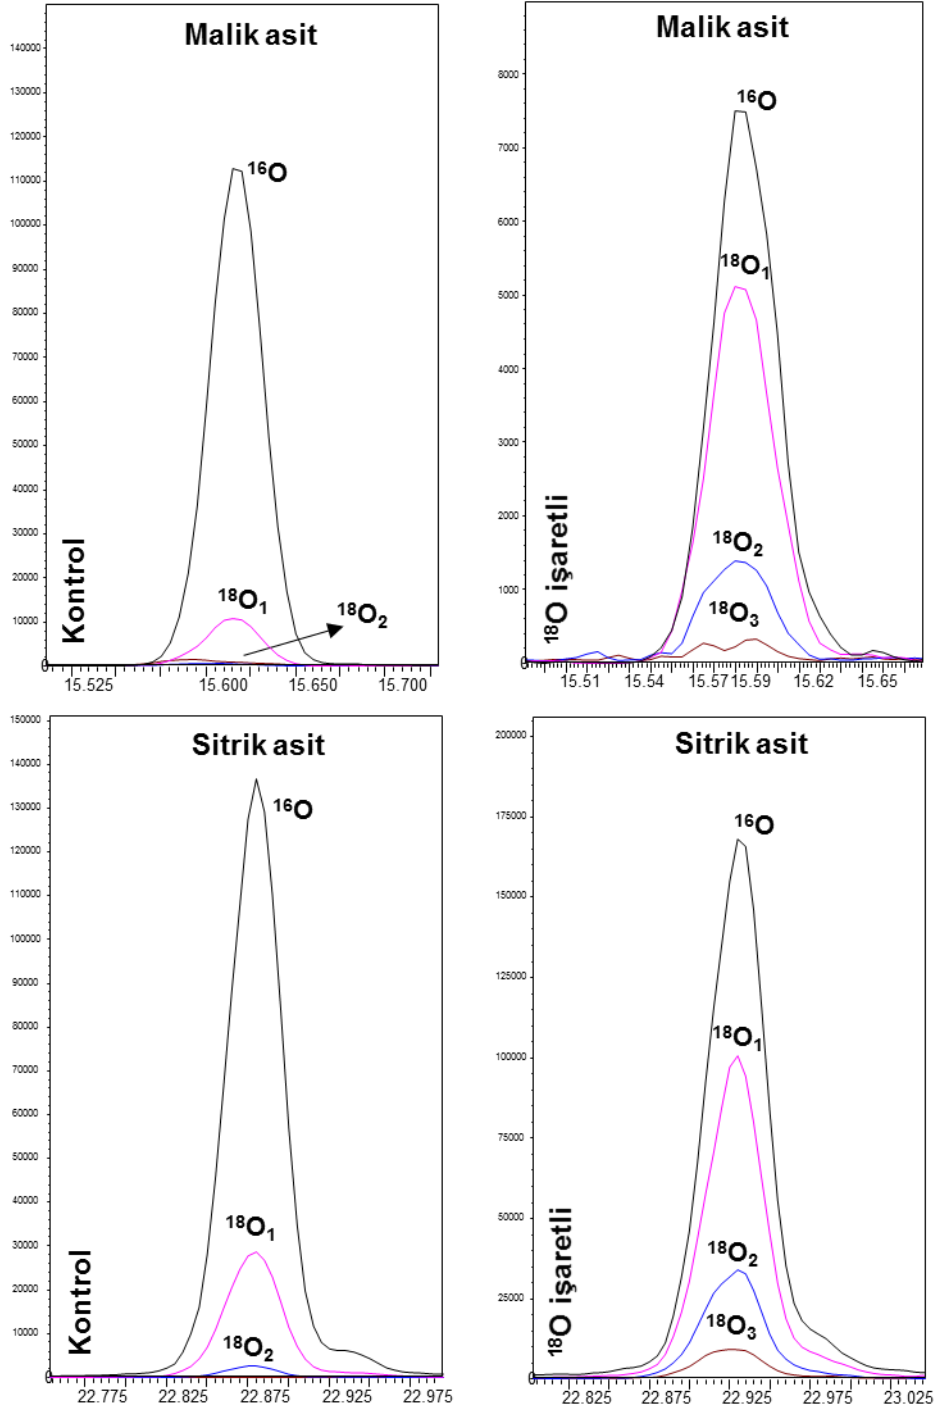 Malik asit
140000
130000
120000
110000
100000
90000
80000
70000
60000
50000
40000
30000
20000
10000
0
¹⁶O
¹⁸O₁
¹⁸O₂
Kontrol
15.525 15.600 15.650 15.700
Malik asit
8000
7000
6000
5000
4000
3000
2000
1000
0
¹⁶O
¹⁸O₁
¹⁸O₂
¹⁸O₃
¹⁸O işaretli
15.51 15.54 15.57 15.59 15.62 15.65
Sitrik asit
150000
140000
130000
120000
110000
100000
90000
80000
70000
60000
50000
40000
30000
20000
10000
0
¹⁶O
¹⁸O₁
¹⁸O₂
Kontrol
22.775 22.825 22.875 22.925 22.975
Sitrik asit
200000
175000
150000
125000
100000
75000
50000
25000
0
¹⁶O
¹⁸O₁
¹⁸O₂
¹⁸O₃
¹⁸O işaretli
22.825 22.875 22.925 22.975 23.025